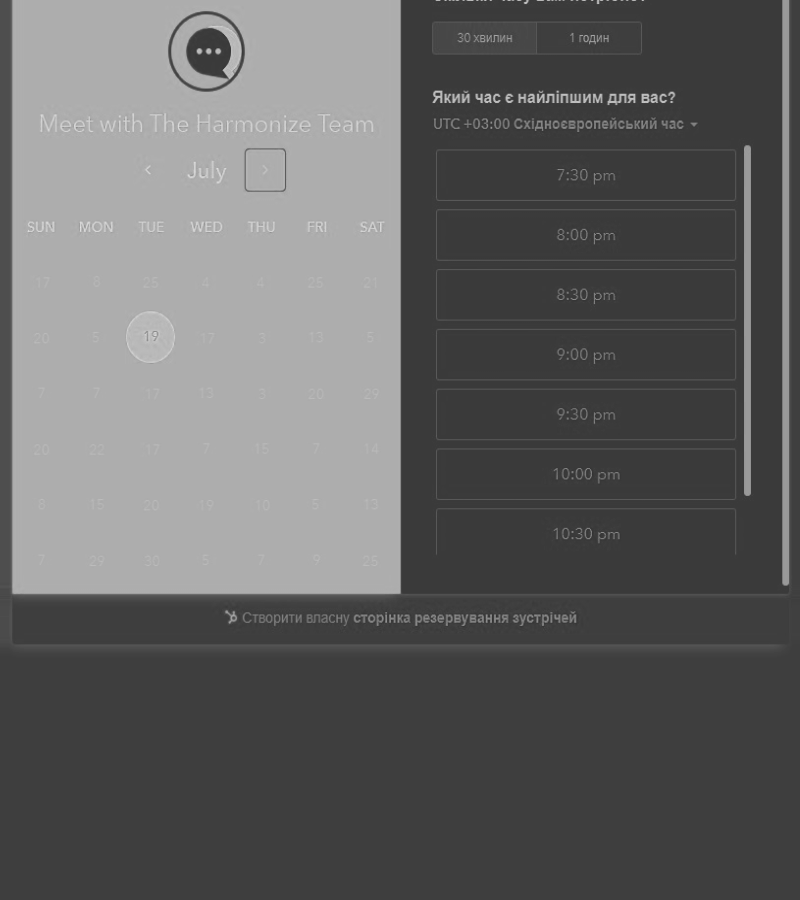 30 хвилин 1 годин
Який час є найліпшим для вас?
UTC +03:00 Східноєвропейський час
Meet with The Harmonize Team
July
SUN MON TUE WED THU FRI SAT
17 8 25 4 4 25 21
20 5 19 17 3 13 5
7 7 17 13 3 20 29
20 22 17 7 15 7 14
8 15 20 19 10 5 13
7 29 30 5 7 9 25
7:30 pm
8:00 pm
8:30 pm
9:00 pm
9:30 pm
10:00 pm
10:30 pm
Створити власну сторінка резервування зустрічей